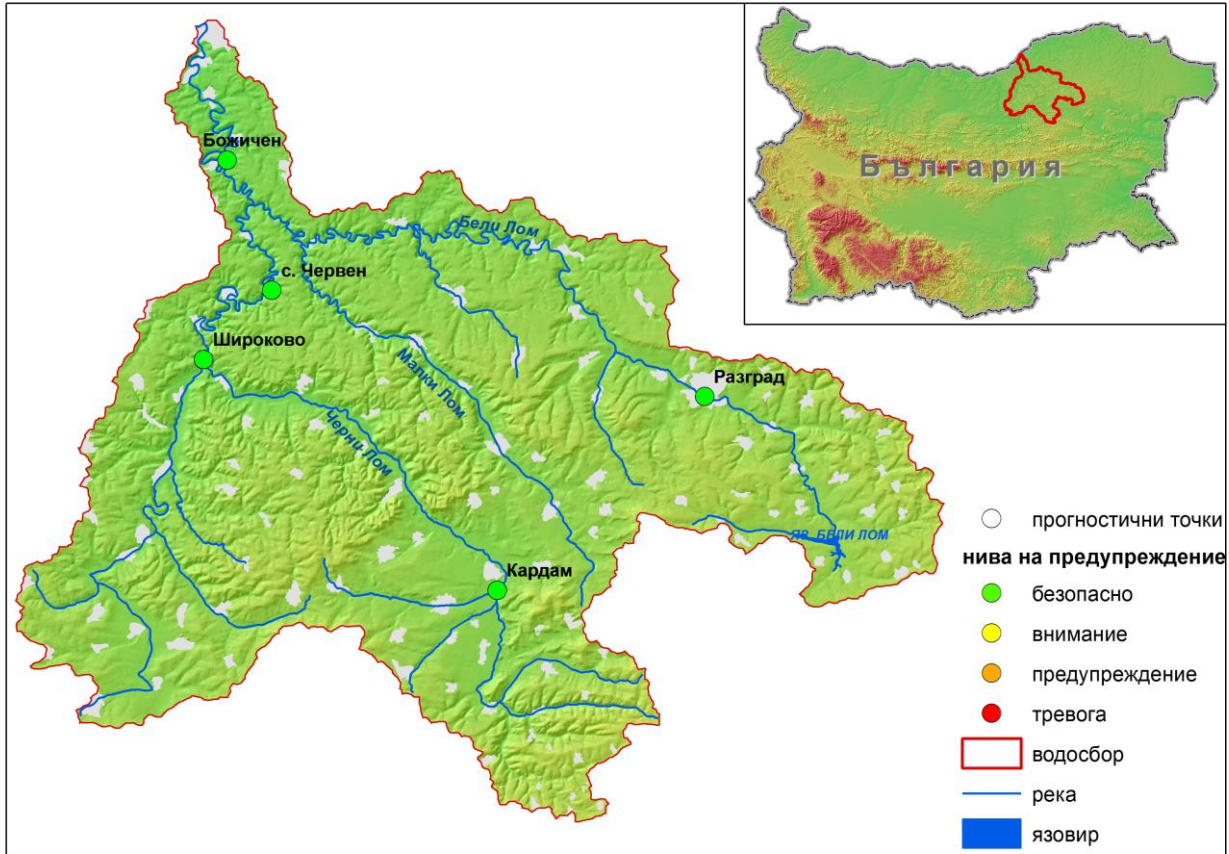 България
Божичен
Бели Лом
с. Червен
Широково
Малки Лом
Разград
Черни Лом
яз. БЕЛИ ЛОМ
Кардам
прогностични точки
нива на предупреждение
безопасно
внимание
предупреждение
тревога
водосбор
река
язовир